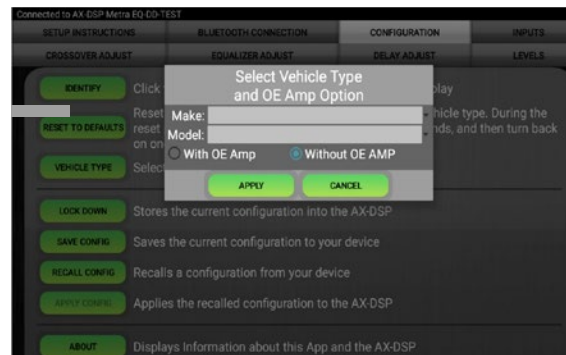 Connected to AX-DSP Metra EQ-DD-TEST
SETUP INSTRUCTIONS BLUETOOTH CONNECTION CONFIGURATION INPUTS
CROSSOVER ADJUST EQUALIZER ADJUST DELAY ADJUST LEVELS
Select Vehicle Type
and OE Amp Option
Make:
Model:
With OE Amp Without OE AMP
APPLY CANCEL
IDENTIFY Click play
RESET TO DEFAULTS Reset hicle type. During the
reset nds, and then turn back
on on
VEHICLE TYPE Select
LOCK DOWN Stores the current configuration into the AX-DSP
SAVE CONFIG Saves the current configuration to your device
RECALL CONFIG Recalls a configuration from your device
APPLY CONFIG Applies the recalled configuration to the AX-DSP
ABOUT Displays Information about this App and the AX-DSP